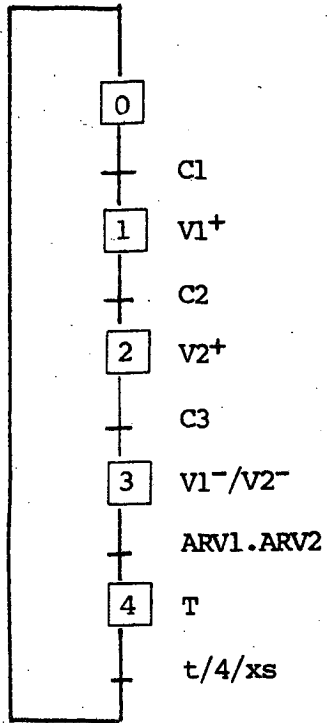 0
C1
1 V1⁺
C2
2 V2⁺
C3
3 V1⁻/V2⁻
ARV1.ARV2
4 T
t/4/xs